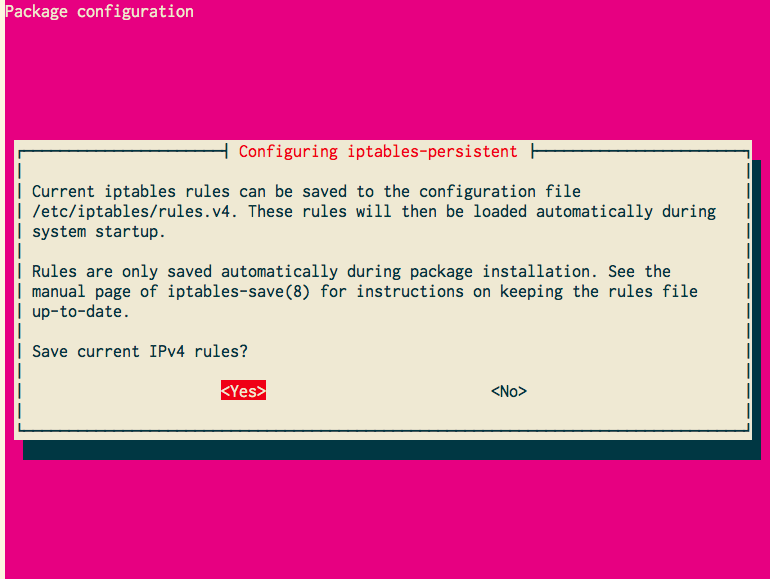 Package configuration
Configuring iptables-persistent
Current iptables rules can be saved to the configuration file
/etc/iptables/rules.v4. These rules will then be loaded automatically during
system startup.
Rules are only saved automatically during package installation. See the
manual page of iptables-save(8) for instructions on keeping the rules file
up-to-date.
Save current IPv4 rules?
<Yes> <No>